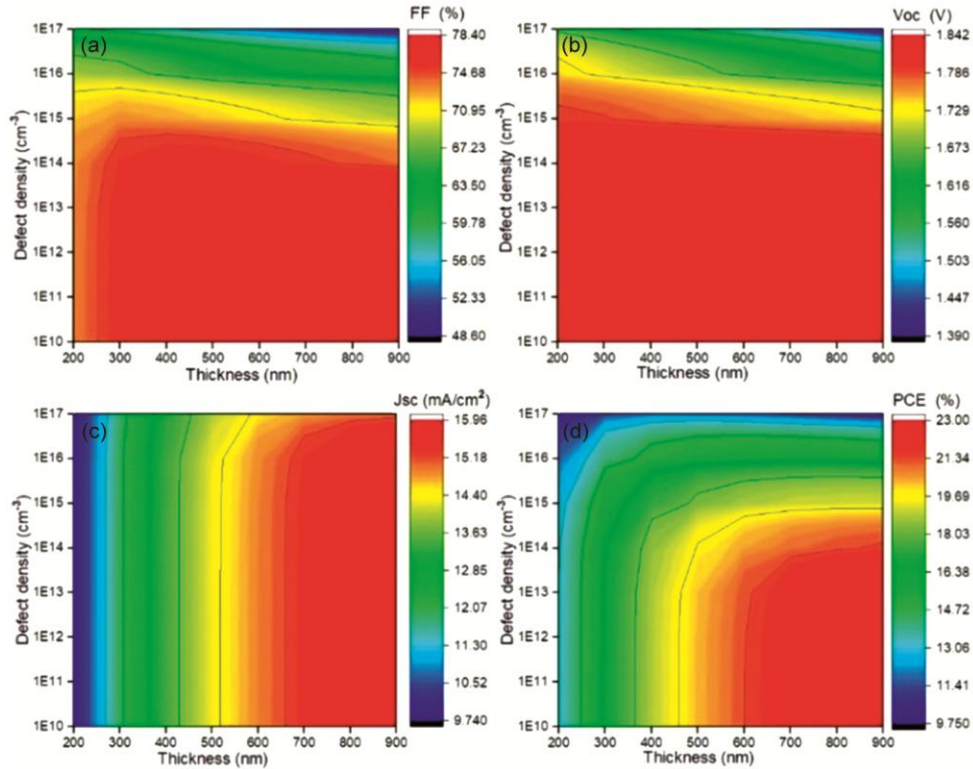 FF (%)
(a)
1E17
1E16
1E15
1E14
1E13
1E12
1E11
1E10
Defect density (cm-3)
200 300 400 500 600 700 800 900
Thickness (nm)
78.40
74.68
70.95
67.23
63.50
59.78
56.05
52.33
48.60
Voc (V)
(b)
1E17
1E16
1E15
1E14
1E13
1E12
1E11
1E10
Defect density (cm-3)
200 300 400 500 600 700 800 900
Thickness (nm)
1.842
1.786
1.729
1.673
1.616
1.560
1.503
1.447
1.390
Jsc (mA/cm²)
(c)
1E17
1E16
1E15
1E14
1E13
1E12
1E11
1E10
Defect density (cm-3)
200 300 400 500 600 700 800 900
Thickness (nm)
15.96
15.18
14.40
13.63
12.85
12.07
11.30
10.52
9.740
PCE (%)
(d)
1E17
1E16
1E15
1E14
1E13
1E12
1E11
1E10
Defect density (cm-3)
200 300 400 500 600 700 800 900
Thickness (nm)
23.00
21.34
19.69
18.03
16.38
14.72
13.06
11.41
9.750